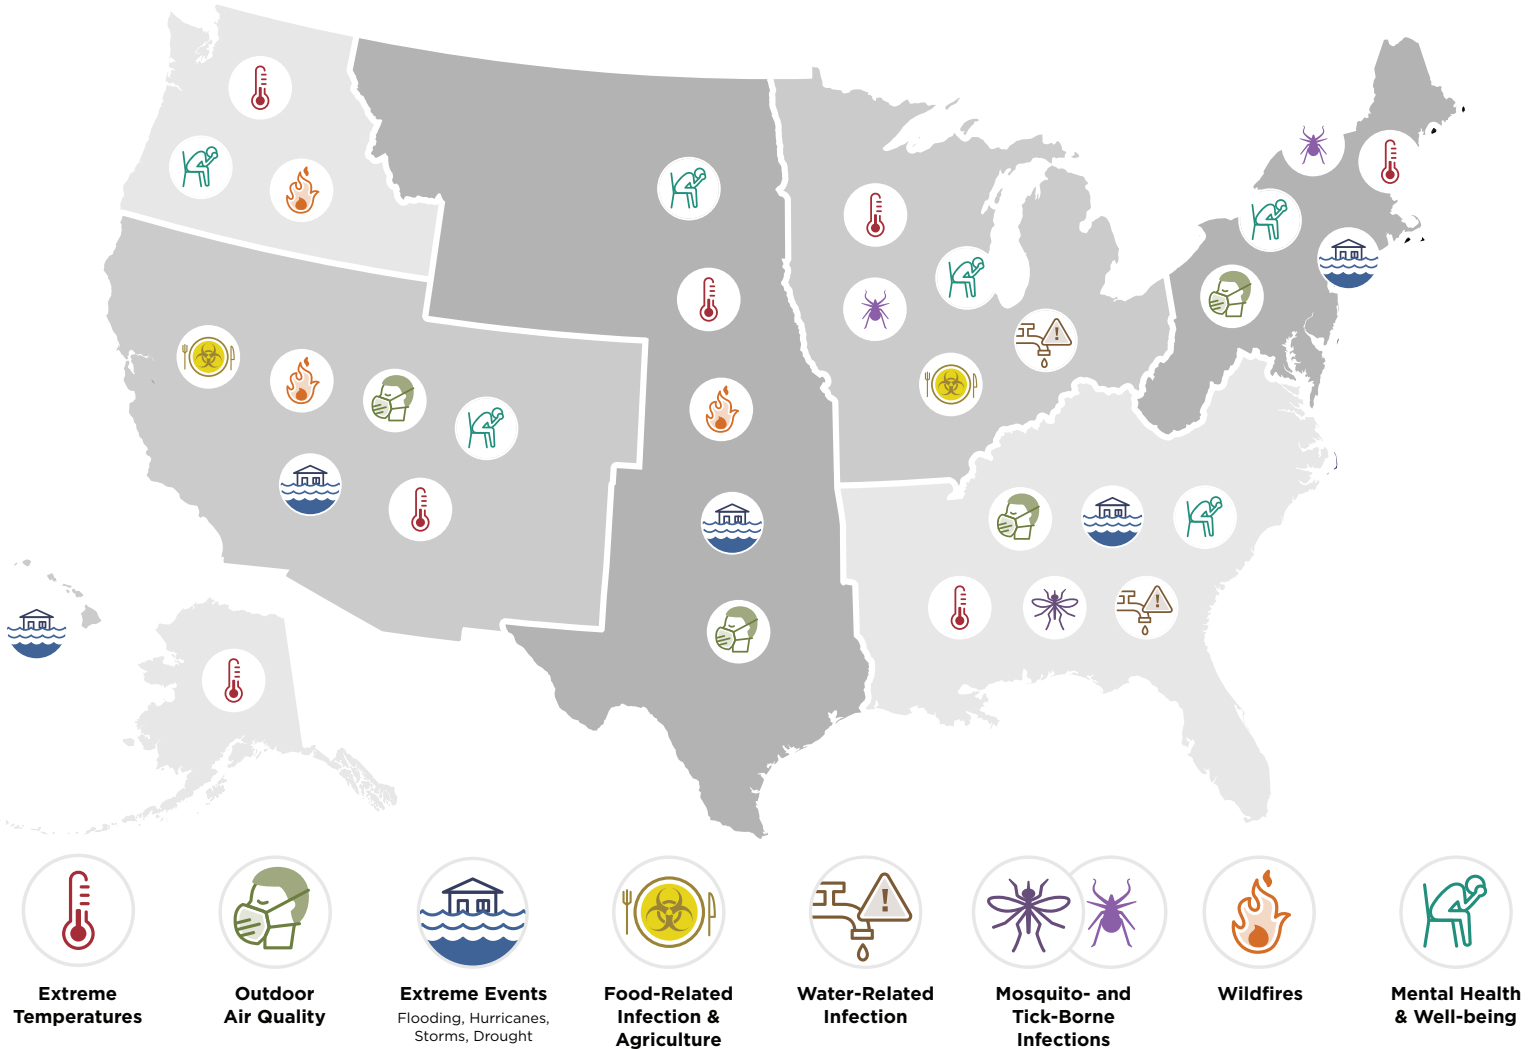 Extreme
Temperatures
Outdoor
Air Quality
Extreme Events
Flooding, Hurricanes,
Storms, Drought
Food-Related
Infection &
Agriculture
Water-Related
Infection
Mosquito- and
Tick-Borne
Infections
Wildfires
Mental Health
& Well-being